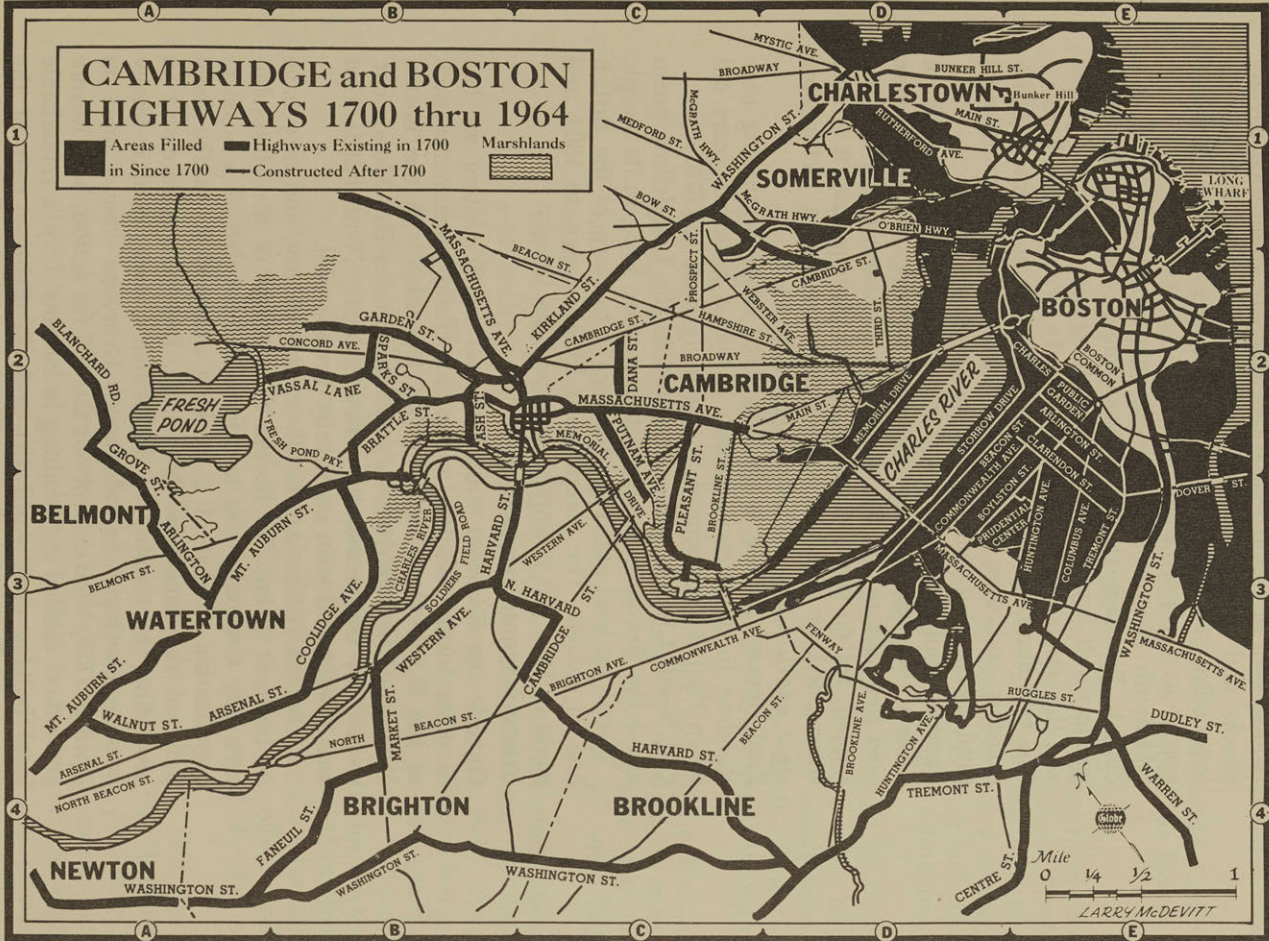 A B C D E
CAMBRIDGE and BOSTON
HIGHWAYS 1700 thru 1964
Areas Filled
in Since 1700
Highways Existing in 1700
Constructed After 1700
Marshlands
1
1
2
2
3
3
4
4
MYSTIC AVE.
BROADWAY
BUNKER HILL ST.
CHARLESTOWN
Bunker Hill
MAIN ST.
McGRATH HWY.
MEDFORD ST.
WASHINGTON ST.
RUTHERFORD AVE.
SOMERVILLE
LONG
WHARF
BOW ST.
McGRATH HWY.
O'BRIEN HWY.
MASSACHUSETTS AVE.
BEACON ST.
KIRKLAND ST.
PROSPECT ST.
WEBSTER AVE.
CAMBRIDGE ST.
THIRD ST.
BOSTON
BLANCHARD RD.
GARDEN ST.
CONCORD AVE.
SPARK'S ST
CAMBRIDGE ST.
HAMPSHIRE ST.
BROADWAY
DANA ST.
CAMBRIDGE
BOSTON
COMMON
CHARLES
PUBLIC
GARDEN
FRESH
POND
VASSAL LANE
BRATTLE ST.
ASH ST.
MASSACHUSETTS AVE.
MAIN ST.
MEMORIAL DRIVE
CHARLES RIVER
STORROW DRIVE
BEACON ST.
ARLINGTON ST.
CLARENDON ST.
COMMONWEALTH AVE.
BOYLSTON ST.
PRUDENTIAL
CENTER
HUNTINGTON AVE.
COLUMBUS AVE.
TREMONT ST.
DOVER ST.
FRESH POND PKY.
MEMORIAL
DRIVE
PUTNAM AVE.
PLEASANT ST.
BROOKLINE ST.
GROVE ST.
BELMONT
ARLINGTON
MT. AUBURN ST.
BELMONT ST.
CHARLES RIVER
SOLDIERS FIELD ROAD
HARVARD ST.
WESTERN AVE.
N. HARVARD
CAMBRIDGE ST.
MASSACHUSETTS AVE.
WASHINGTON ST.
MASSACHUSETTS AVE.
WATERTOWN
COOLIDGE AVE.
WESTERN AVE.
BRIGHTON AVE.
COMMONWEALTH AVE.
FENWAY
RUGGLES ST.
MT. AUBURN ST.
WALNUT ST.
ARSENAL ST.
MARKET ST.
NORTH
BEACON ST.
HARVARD ST.
BEACON ST.
BROOKLINE AVE.
HUNTINGTON AVE.
DUDLEY ST.
WARREN ST.
ARSENAL ST.
NORTH BEACON ST.
FANEUIL ST.
BRIGHTON
BROOKLINE
TREMONT ST.
CENTRE ST.
NEWTON
WASHINGTON ST.
WASHINGTON ST.
WASHINGTON ST.
N
Globe
Mile
0 1/4 1/2 1
LARRY McDEVITT
A B C D E